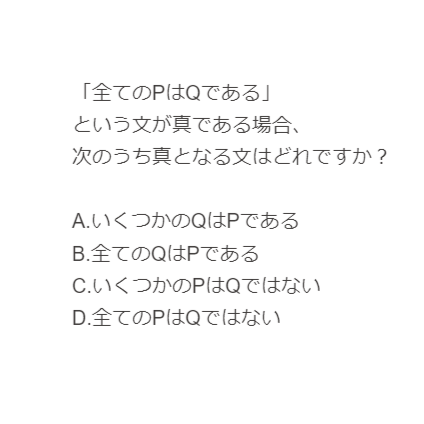 「全てのPはQである」
という文が真である場合、
次のうち真となる文はどれですか？
A.いくつかのQはPである
B.全てのQはPである
C.いくつかのPはQではない
D.全てのPはQではない